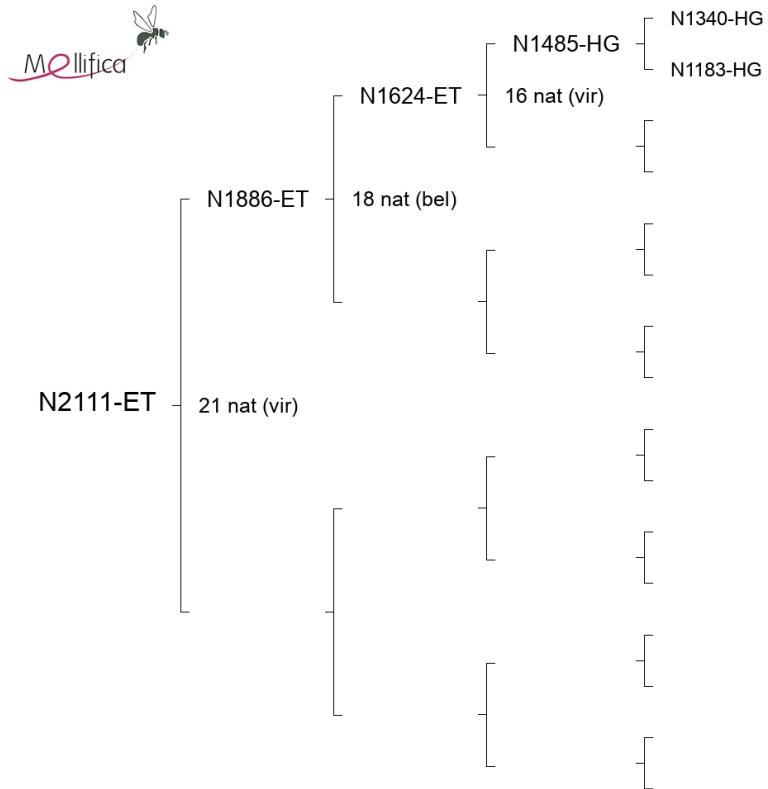 Mellifica
N1340-HG
N1485-HG
N1183-HG
N1624-ET
16 nat (vir)
N1886-ET
18 nat (bel)
N2111-ET
21 nat (vir)